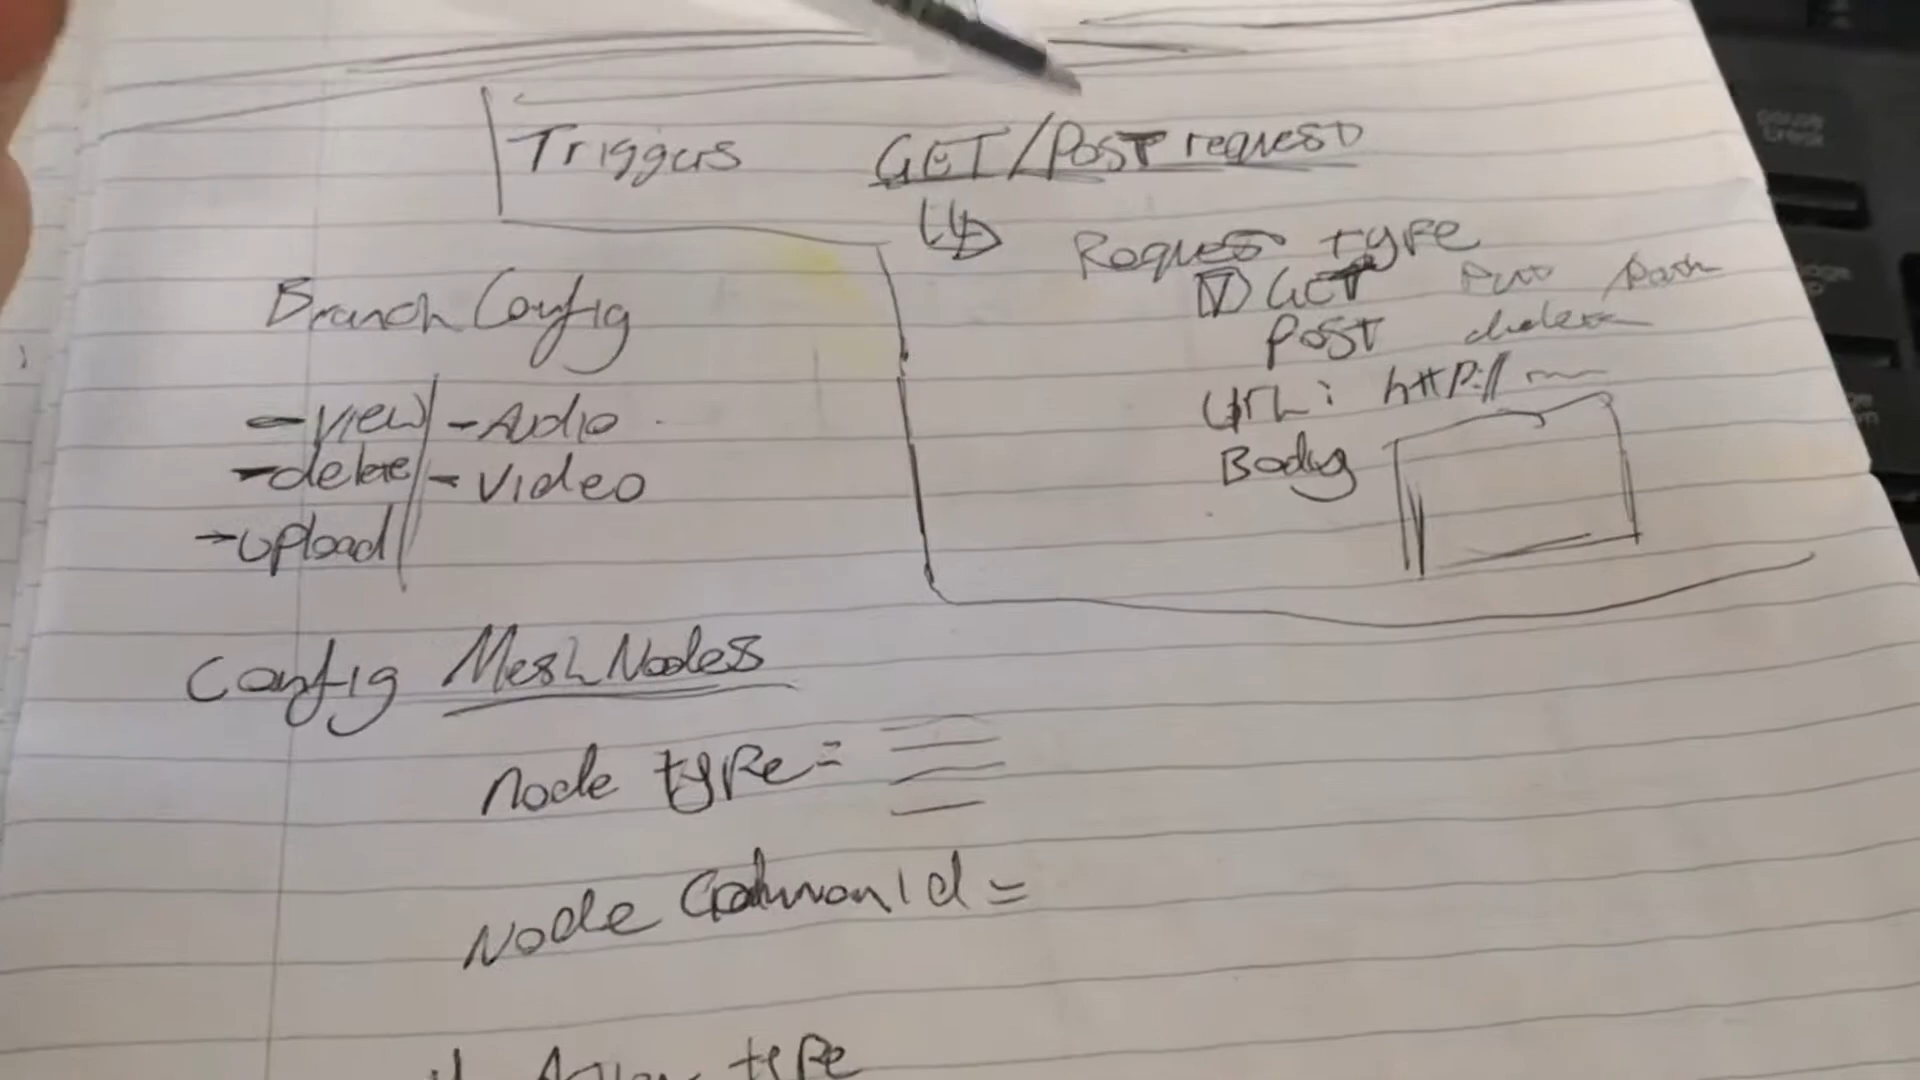 Triggers GET/Post request
Request type
GET Put Patch
Post delete
Url: http://
Body
Branch Config
- view - Audio
- delete - Video
- upload
Config Mesh Nodes
Node type =
Node
type